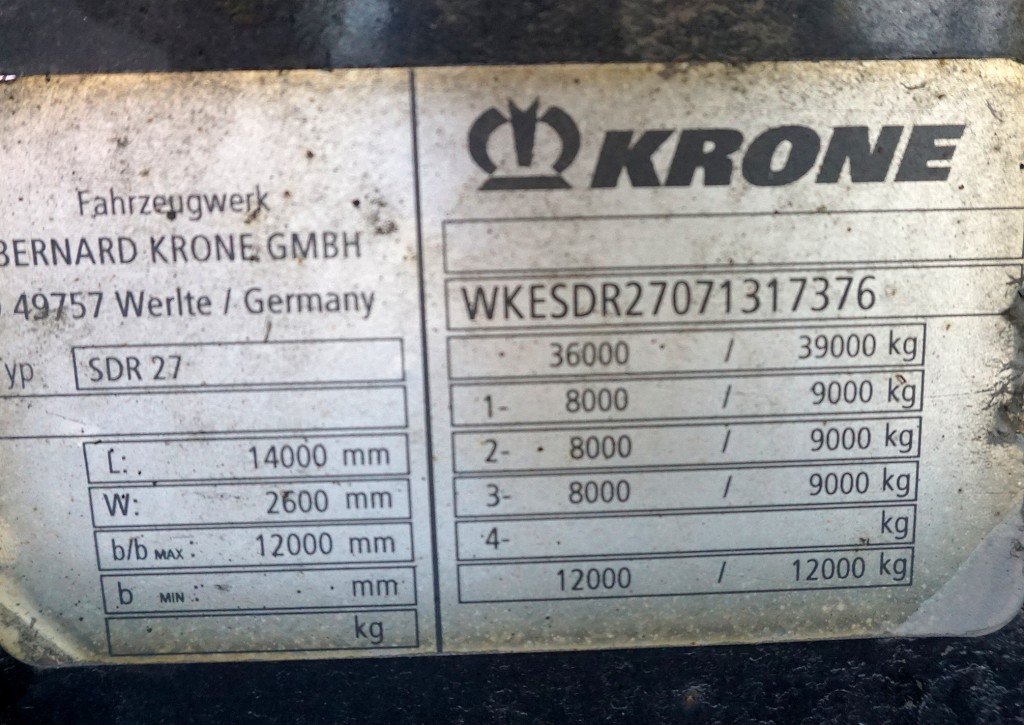 Fahrzeugwerk
BERNARD KRONE GMBH
49757 Werlte / Germany
SDR 27
L: 14000 mm
W: 2600 mm
b/b MAX : 12000 mm
b MIN : mm
kg
KRONE
WKESDR27071317376
36000 / 39000 kg
1- 8000 / 9000 kg
2- 8000 / 9000 kg
3- 8000 / 9000 kg
4- kg
12000 / 12000 kg